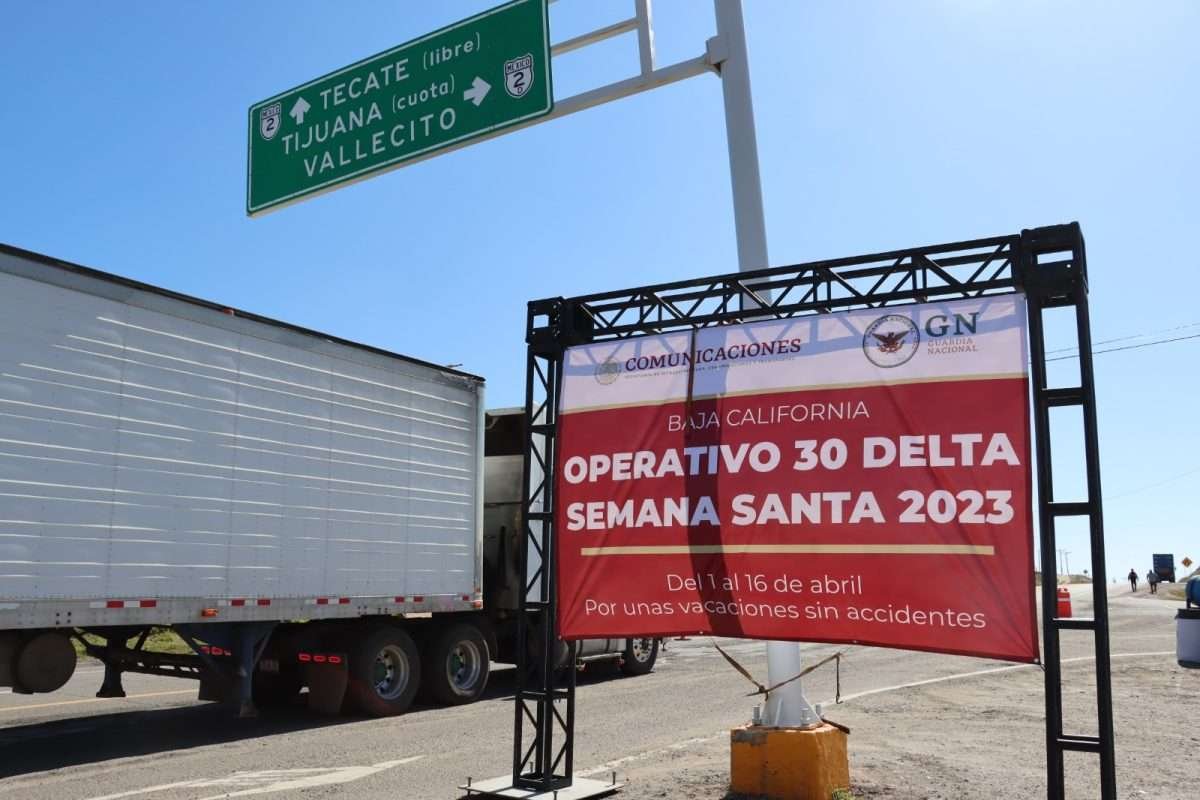 TECATE (libre)
TIJUANA (cuota)
VALLECITO
MEXICO
2
MEXICO
2
D
COMUNICACIONES
GN
GUARDIA
NACIONAL
BAJA CALIFORNIA
OPERATIVO 30 DELTA
SEMANA SANTA 2023
Del 1 al 16 de abril
Por unas vacaciones sin accidentes